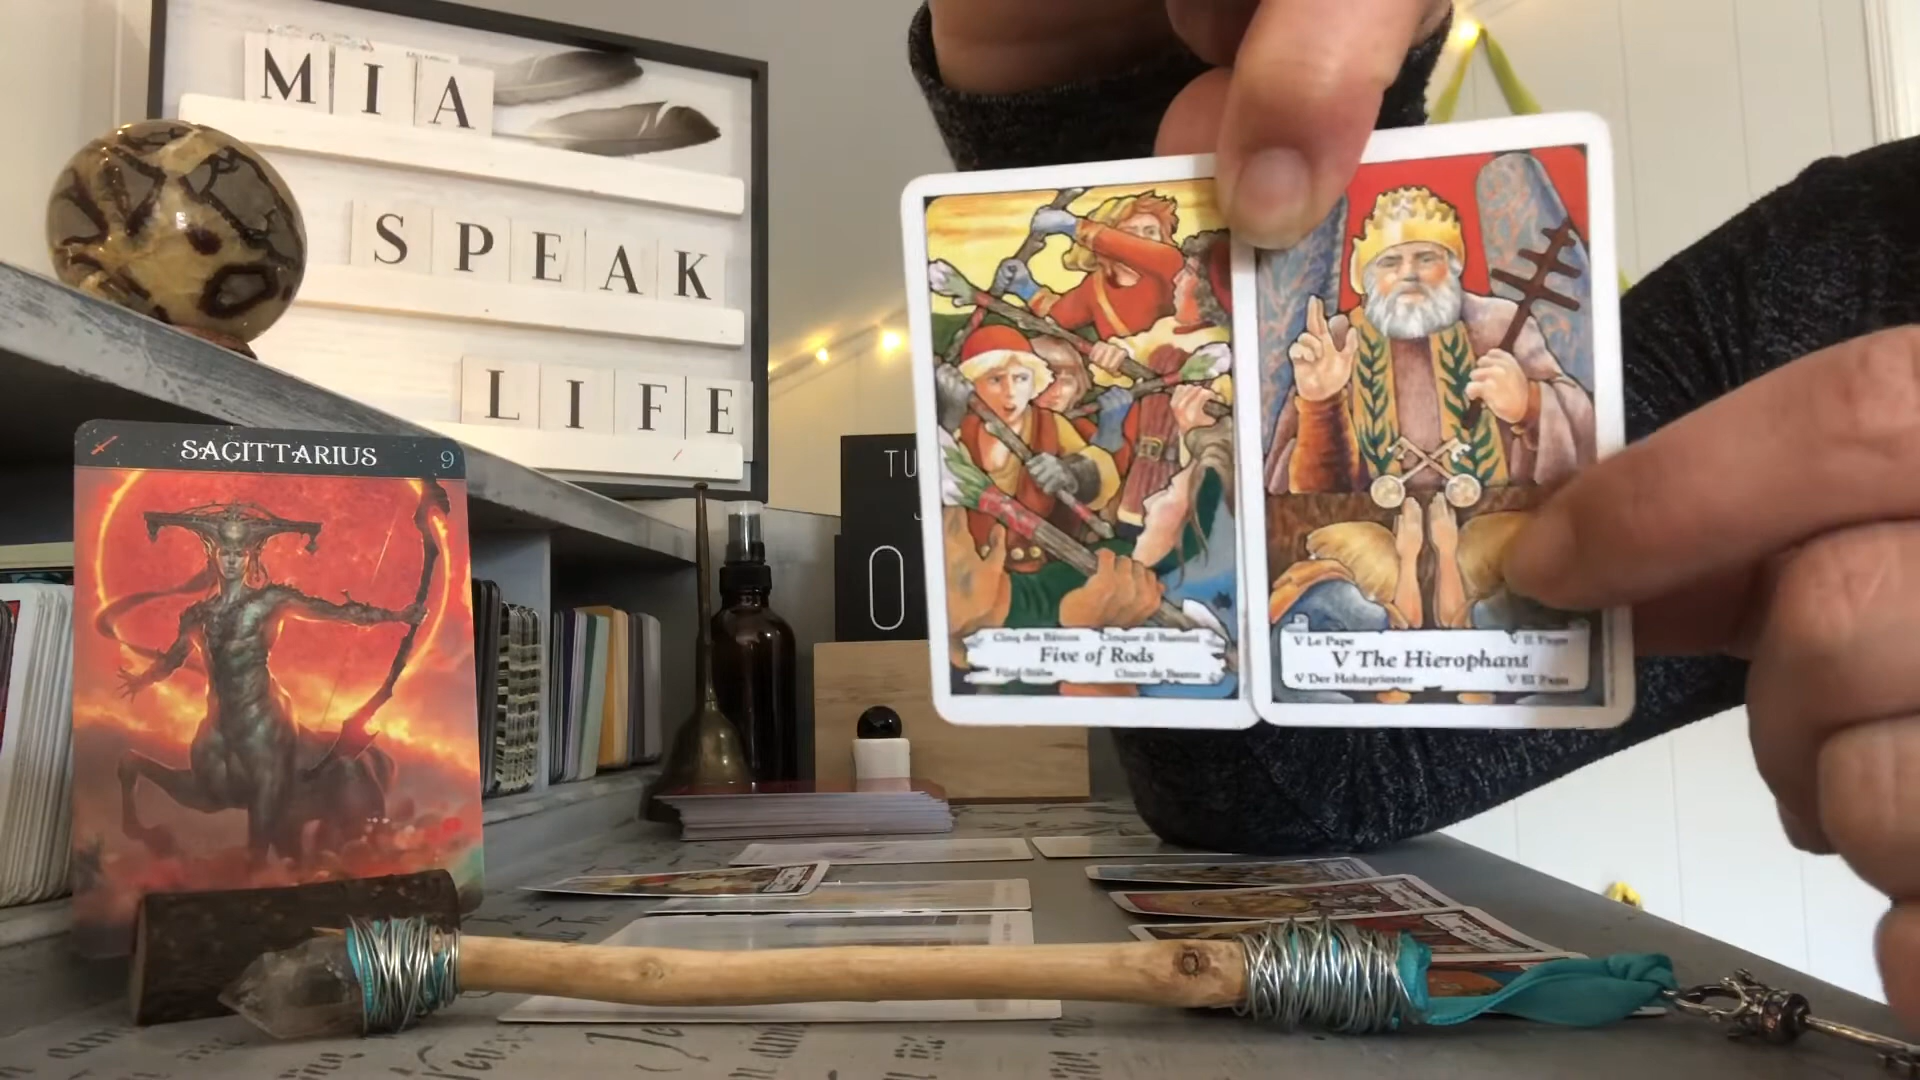 MIA
SPEAK
LIFE
SAGITTARIUS 9
TU
O
Cinq des Bâtons Cinque di Bastoni
Five of Rods
Fünf Stäbe Cinco de Bastos
V Le Pape V Il Papa
V The Hierophant
V Der Hohepriester V El Papa